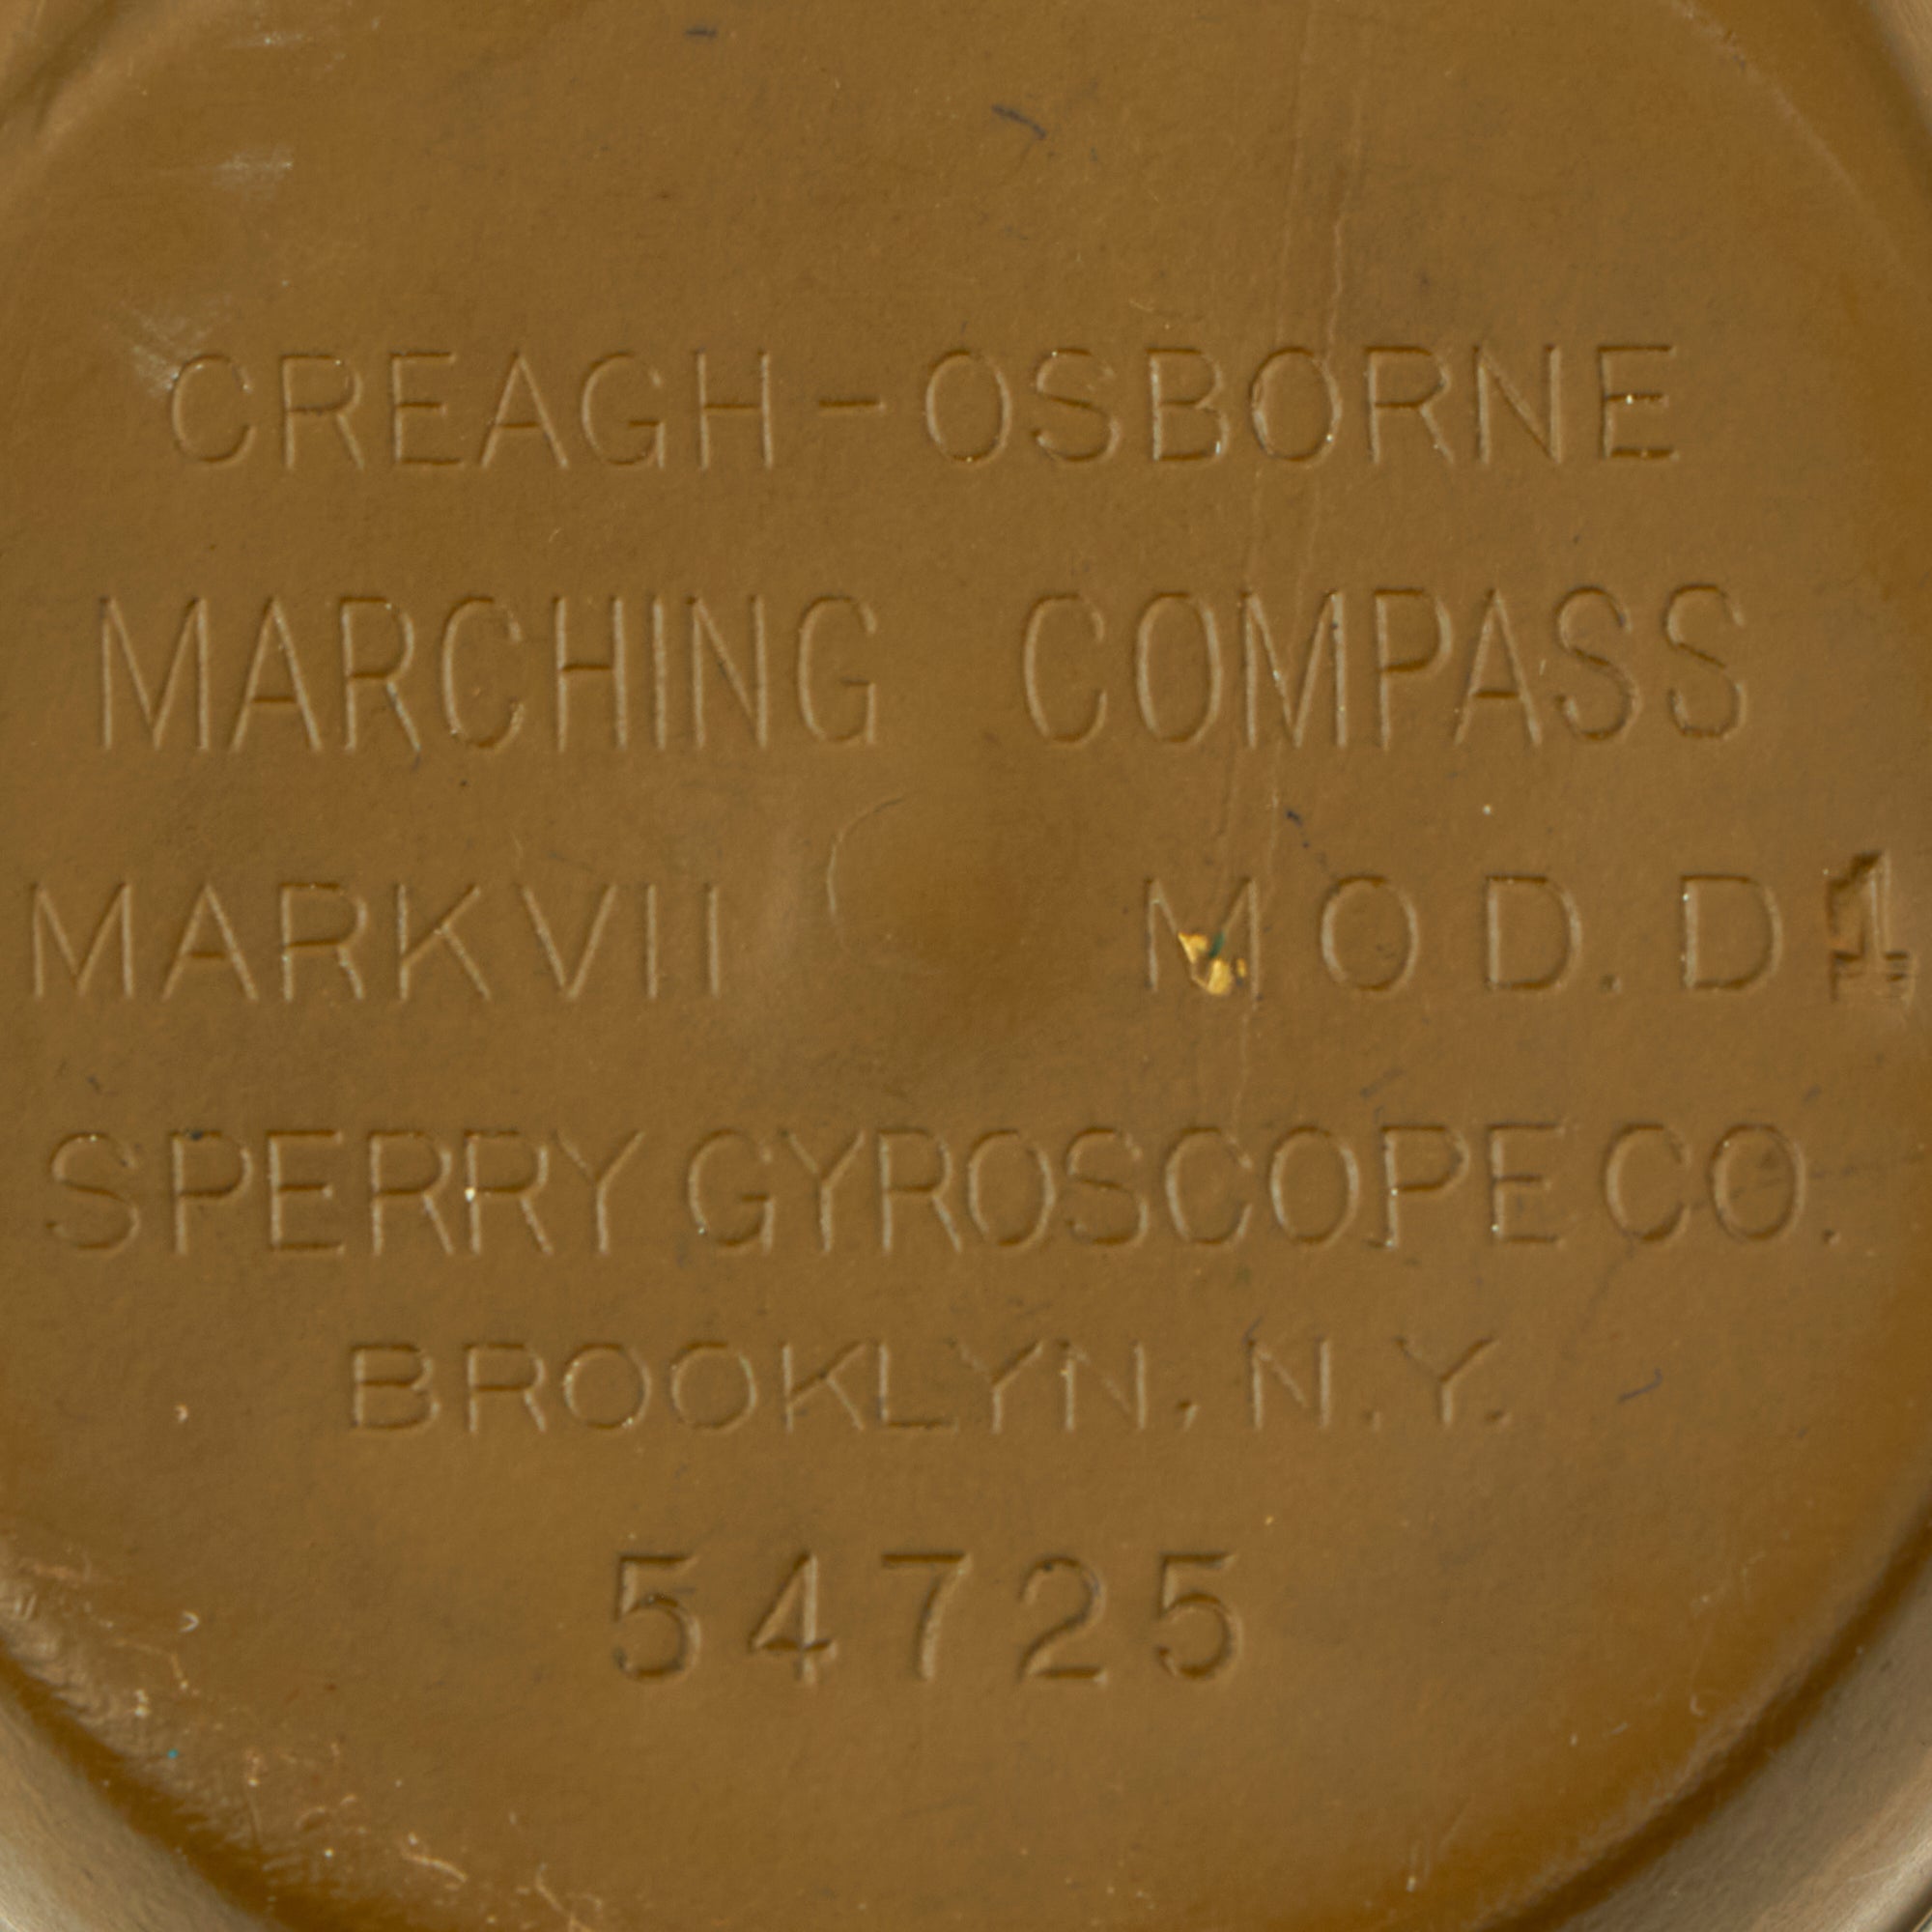 CREAGH-OSBORNE
MARCHING COMPASS
MARK VII MOD. D1
SPERRY GYROSCOPE CO.
BROOKLYN, N.Y.
54725